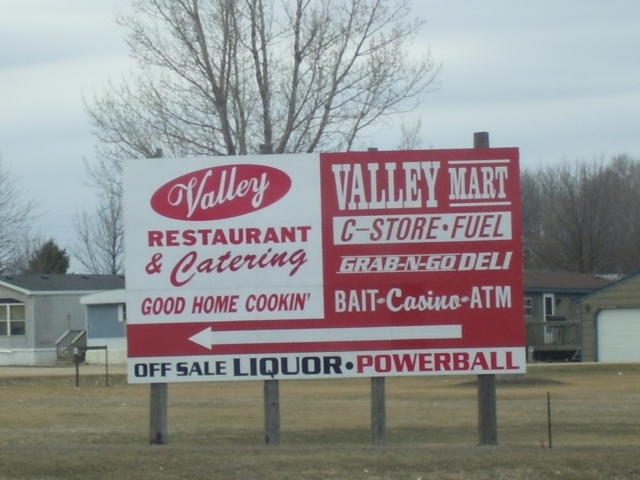 Valley
RESTAURANT
& Catering
GOOD HOME COOKIN'
VALLEY MART
C-STORE•FUEL
GRAB-N-GO DELI
BAIT•Casino•ATM
OFF SALE LIQUOR•POWERBALL